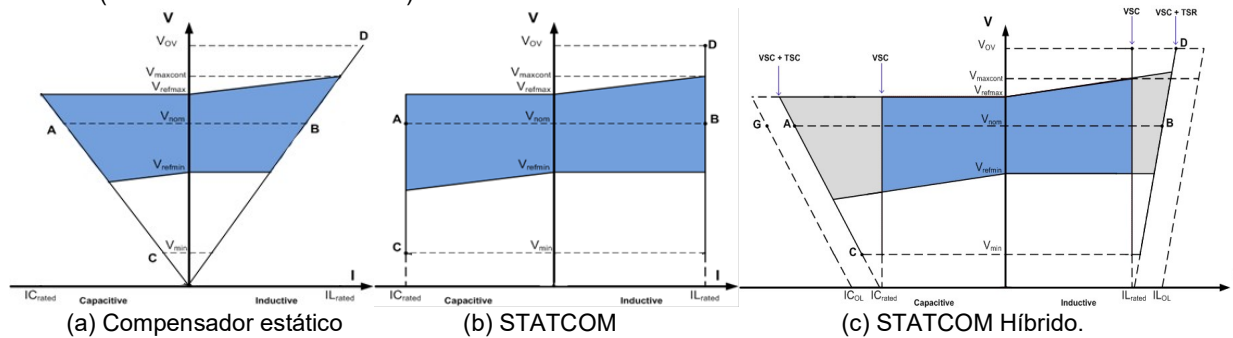 V
V_OV
D
V_maxcont
V_refmax
A
V_nom
B
V_refmin
V_min
C
I
IC_rated
Capacitive
Inductive
IL_rated
(a) Compensador estático
V
V_OV
D
V_maxcont
V_refmax
A
V_nom
B
V_refmin
C
V_min
I
IC_rated
Capacitive
Inductive
IL_rated
(b) STATCOM
VSC
VSC + TSR
V
V_OV
D
VSC + TSC
VSC
V_maxcont
V_refmax
G
A
V_nom
B
V_refmin
C
V_min
IC_OL
IC_rated
Capacitive
Inductive
IL_rated
IL_OL
(c) STATCOM Híbrido.